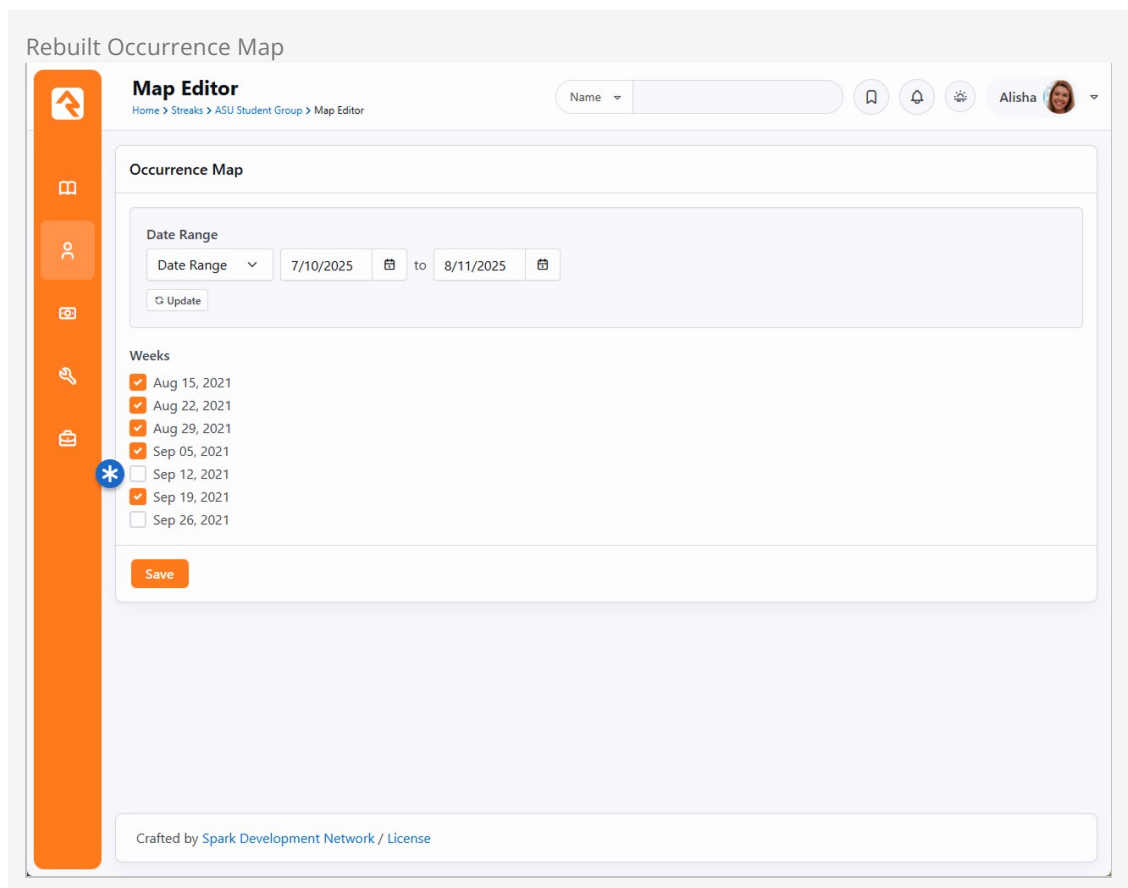 Rebuilt Occurrence Map
Map Editor
Home > Streaks > ASU Student Group > Map Editor
Name
Alisha
Occurrence Map
Date Range
Date Range 7/10/2025 to 8/11/2025
Update
Weeks
Aug 15, 2021
Aug 22, 2021
Aug 29, 2021
Sep 05, 2021
Sep 12, 2021
Sep 19, 2021
Sep 26, 2021
Save
Crafted by Spark Development Network / License